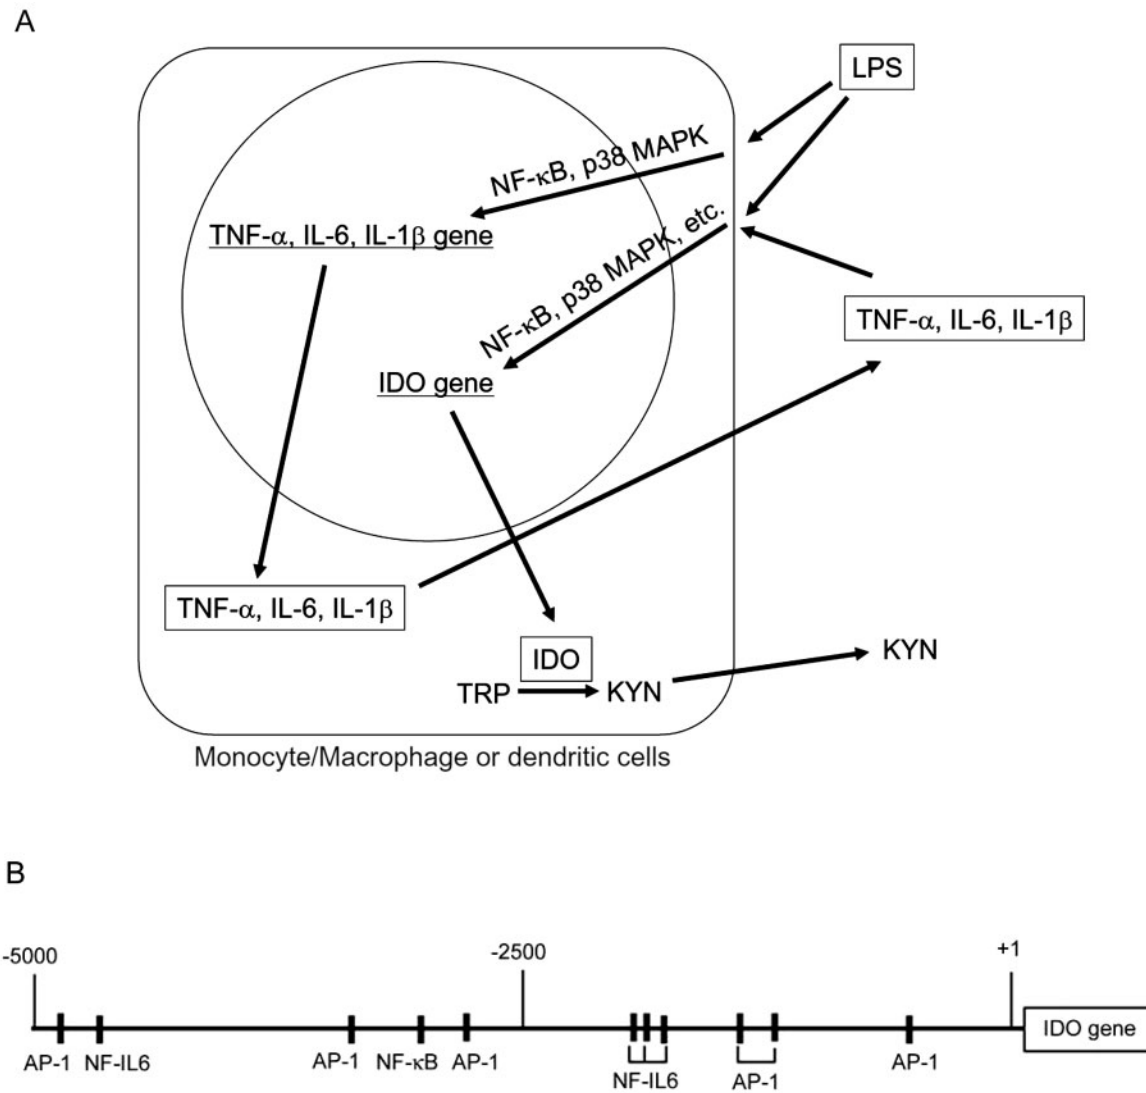 A
LPS
NF-κB, p38 MAPK
TNF-α, IL-6, IL-1β gene
NF-κB, p38 MAPK, etc.
TNF-α, IL-6, IL-1β
IDO gene
TNF-α, IL-6, IL-1β
IDO
TRP
KYN
KYN
Monocyte/Macrophage or dendritic cells
B
-5000
-2500
+1
IDO gene
AP-1
NF-IL6
AP-1
NF-κB
AP-1
NF-IL6
AP-1
AP-1